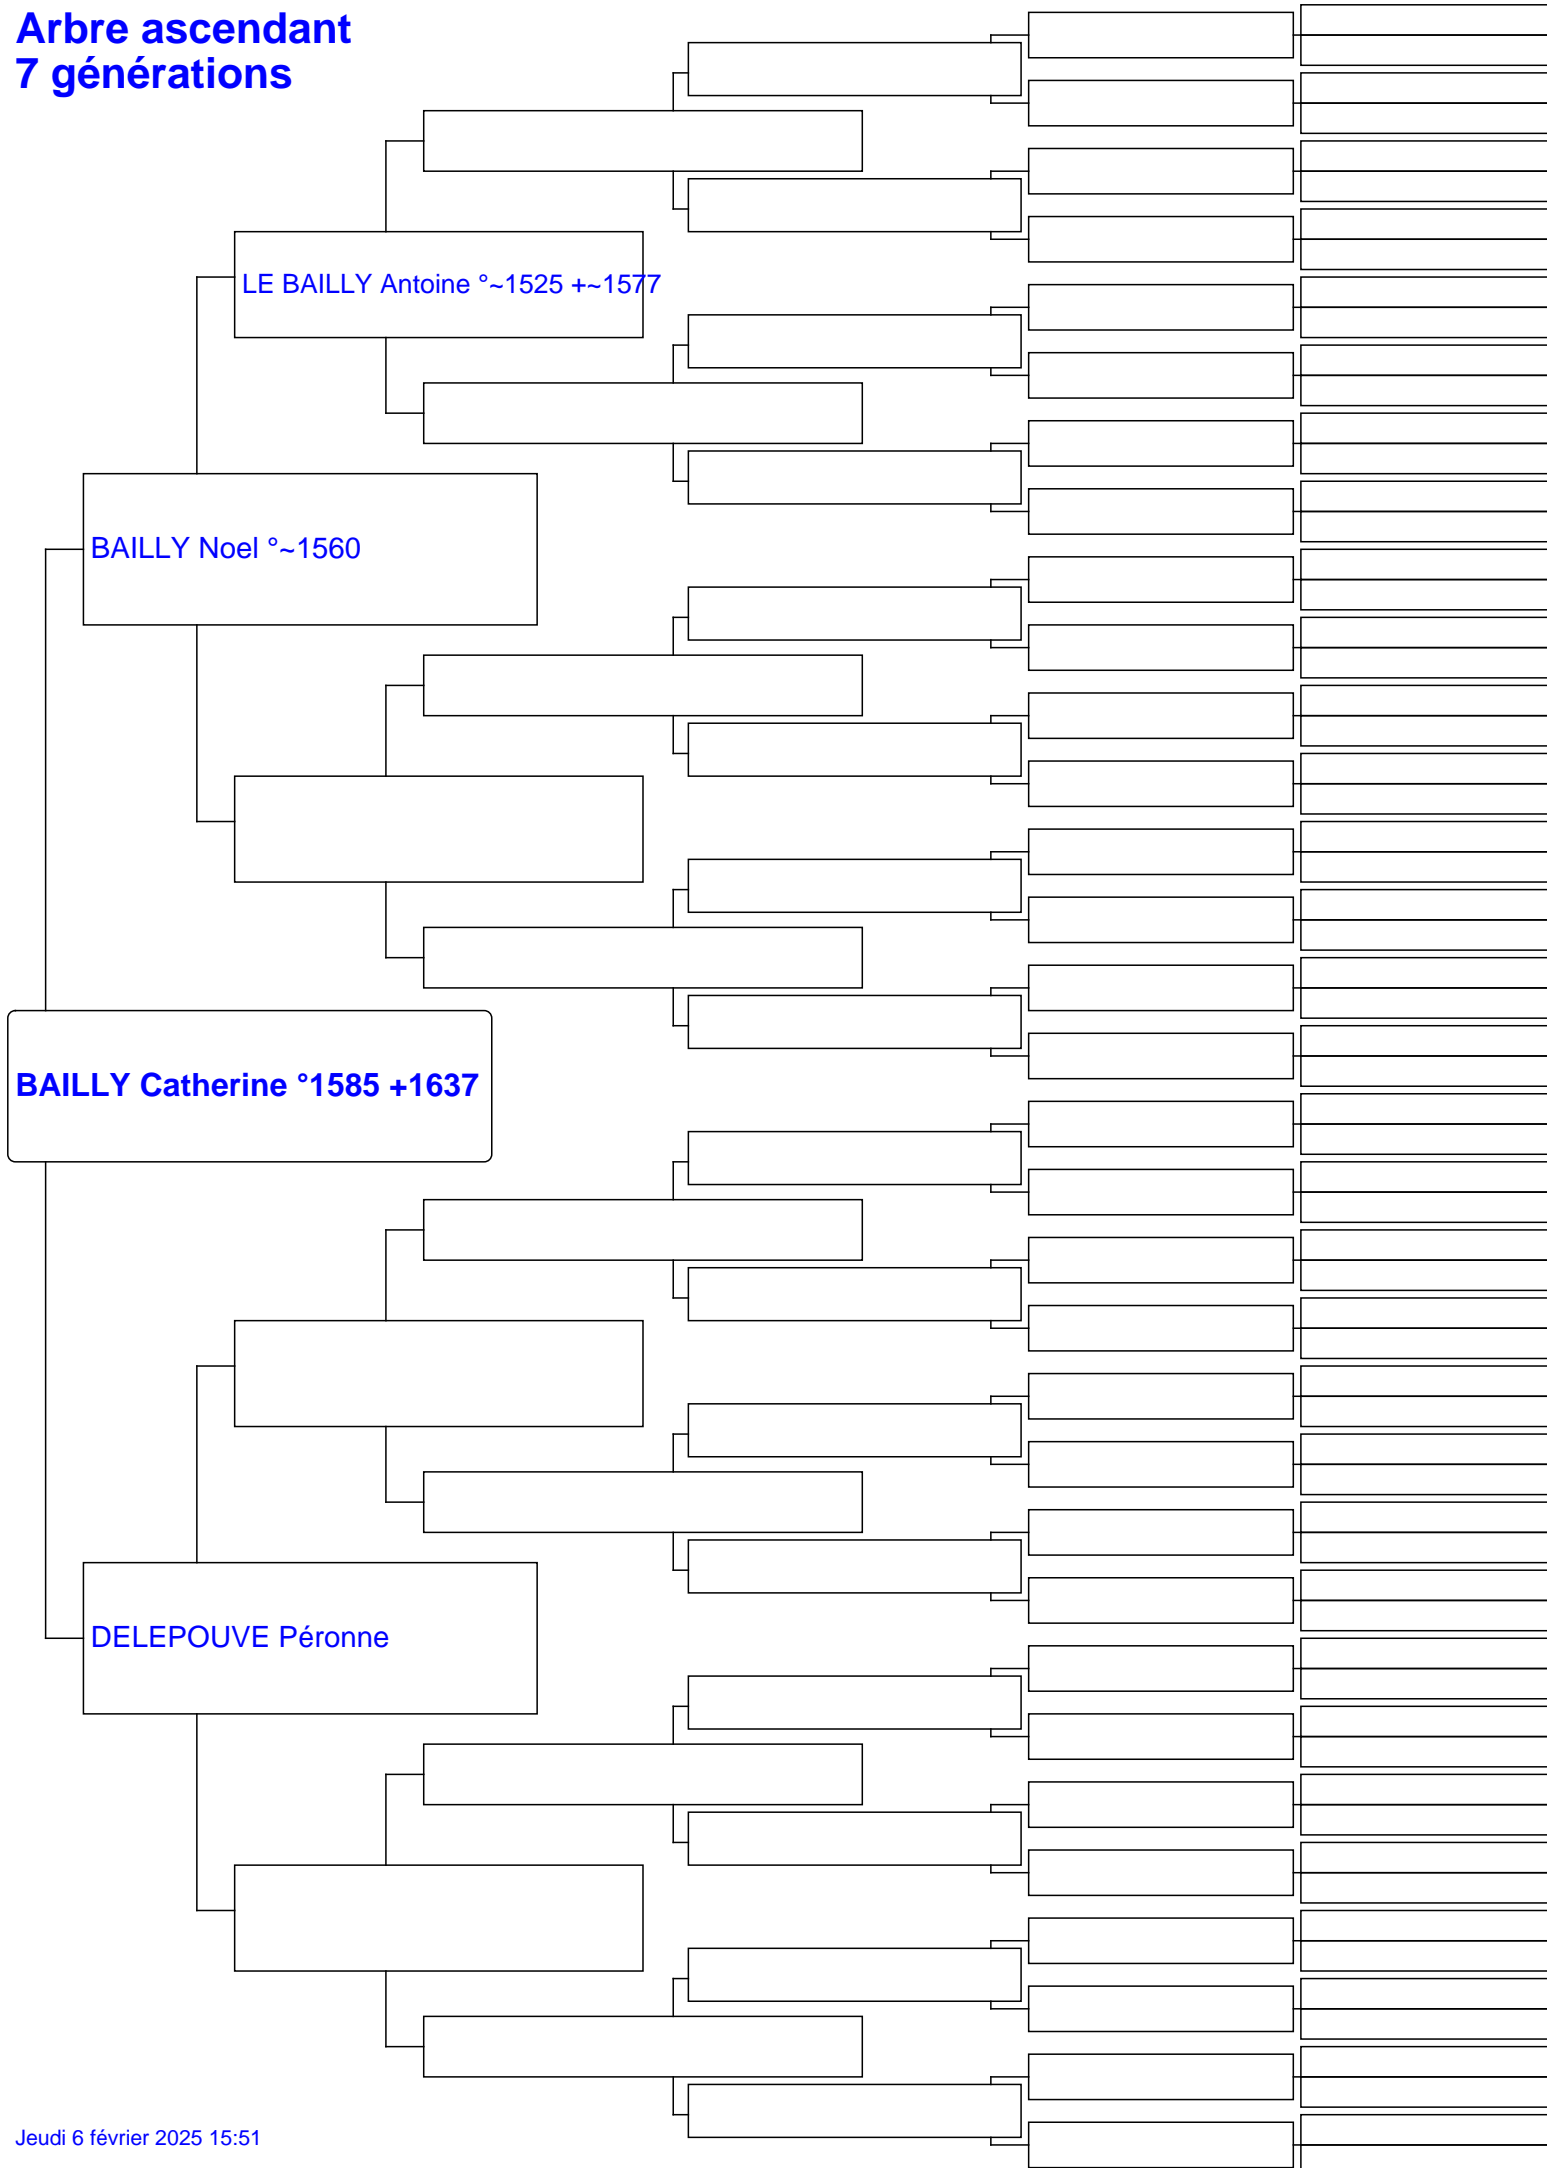 Arbre ascendant
7 générations
LE BAILLY Antoine °~1525 +~1577
BAILLY Noel °~1560
BAILLY Catherine °1585 +1637
DELEPOUVE Péronne
Jeudi 6 février 2025 15:51